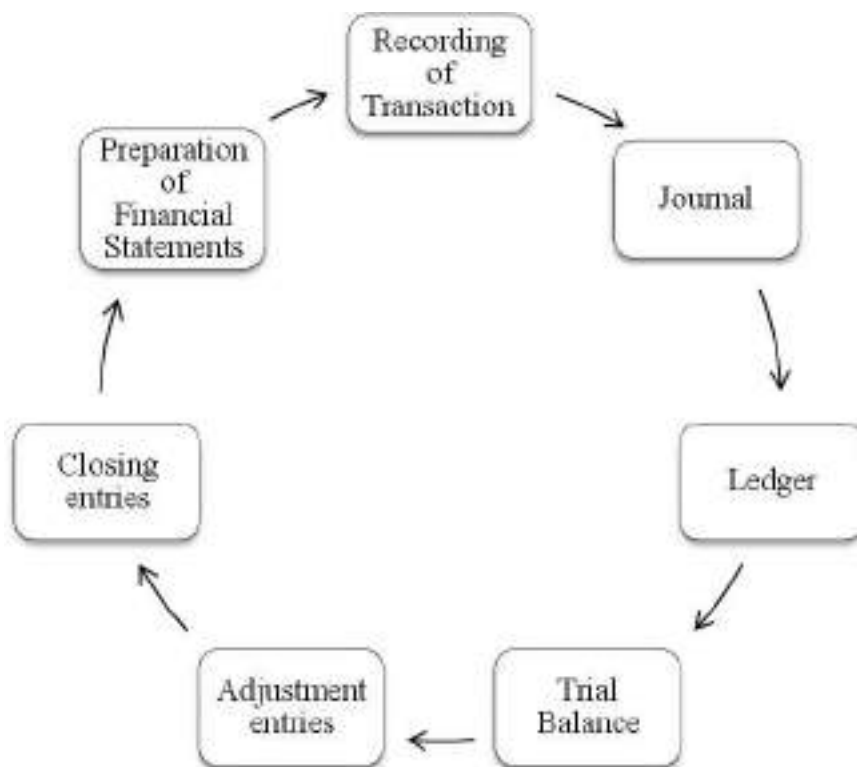 Recording
of
Transaction
Journal
Ledger
Trial
Balance
Adjustment
entries
Closing
entries
Preparation
of
Financial
Statements